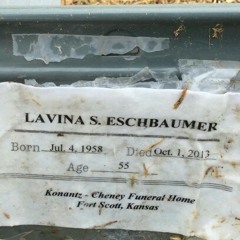 LAVINA S. ESCHBAUMER
Born Jul. 4, 1958 Died Oct. 1, 2013
Age 55
Konantz - Cheney Funeral Home
Fort Scott, Kansas